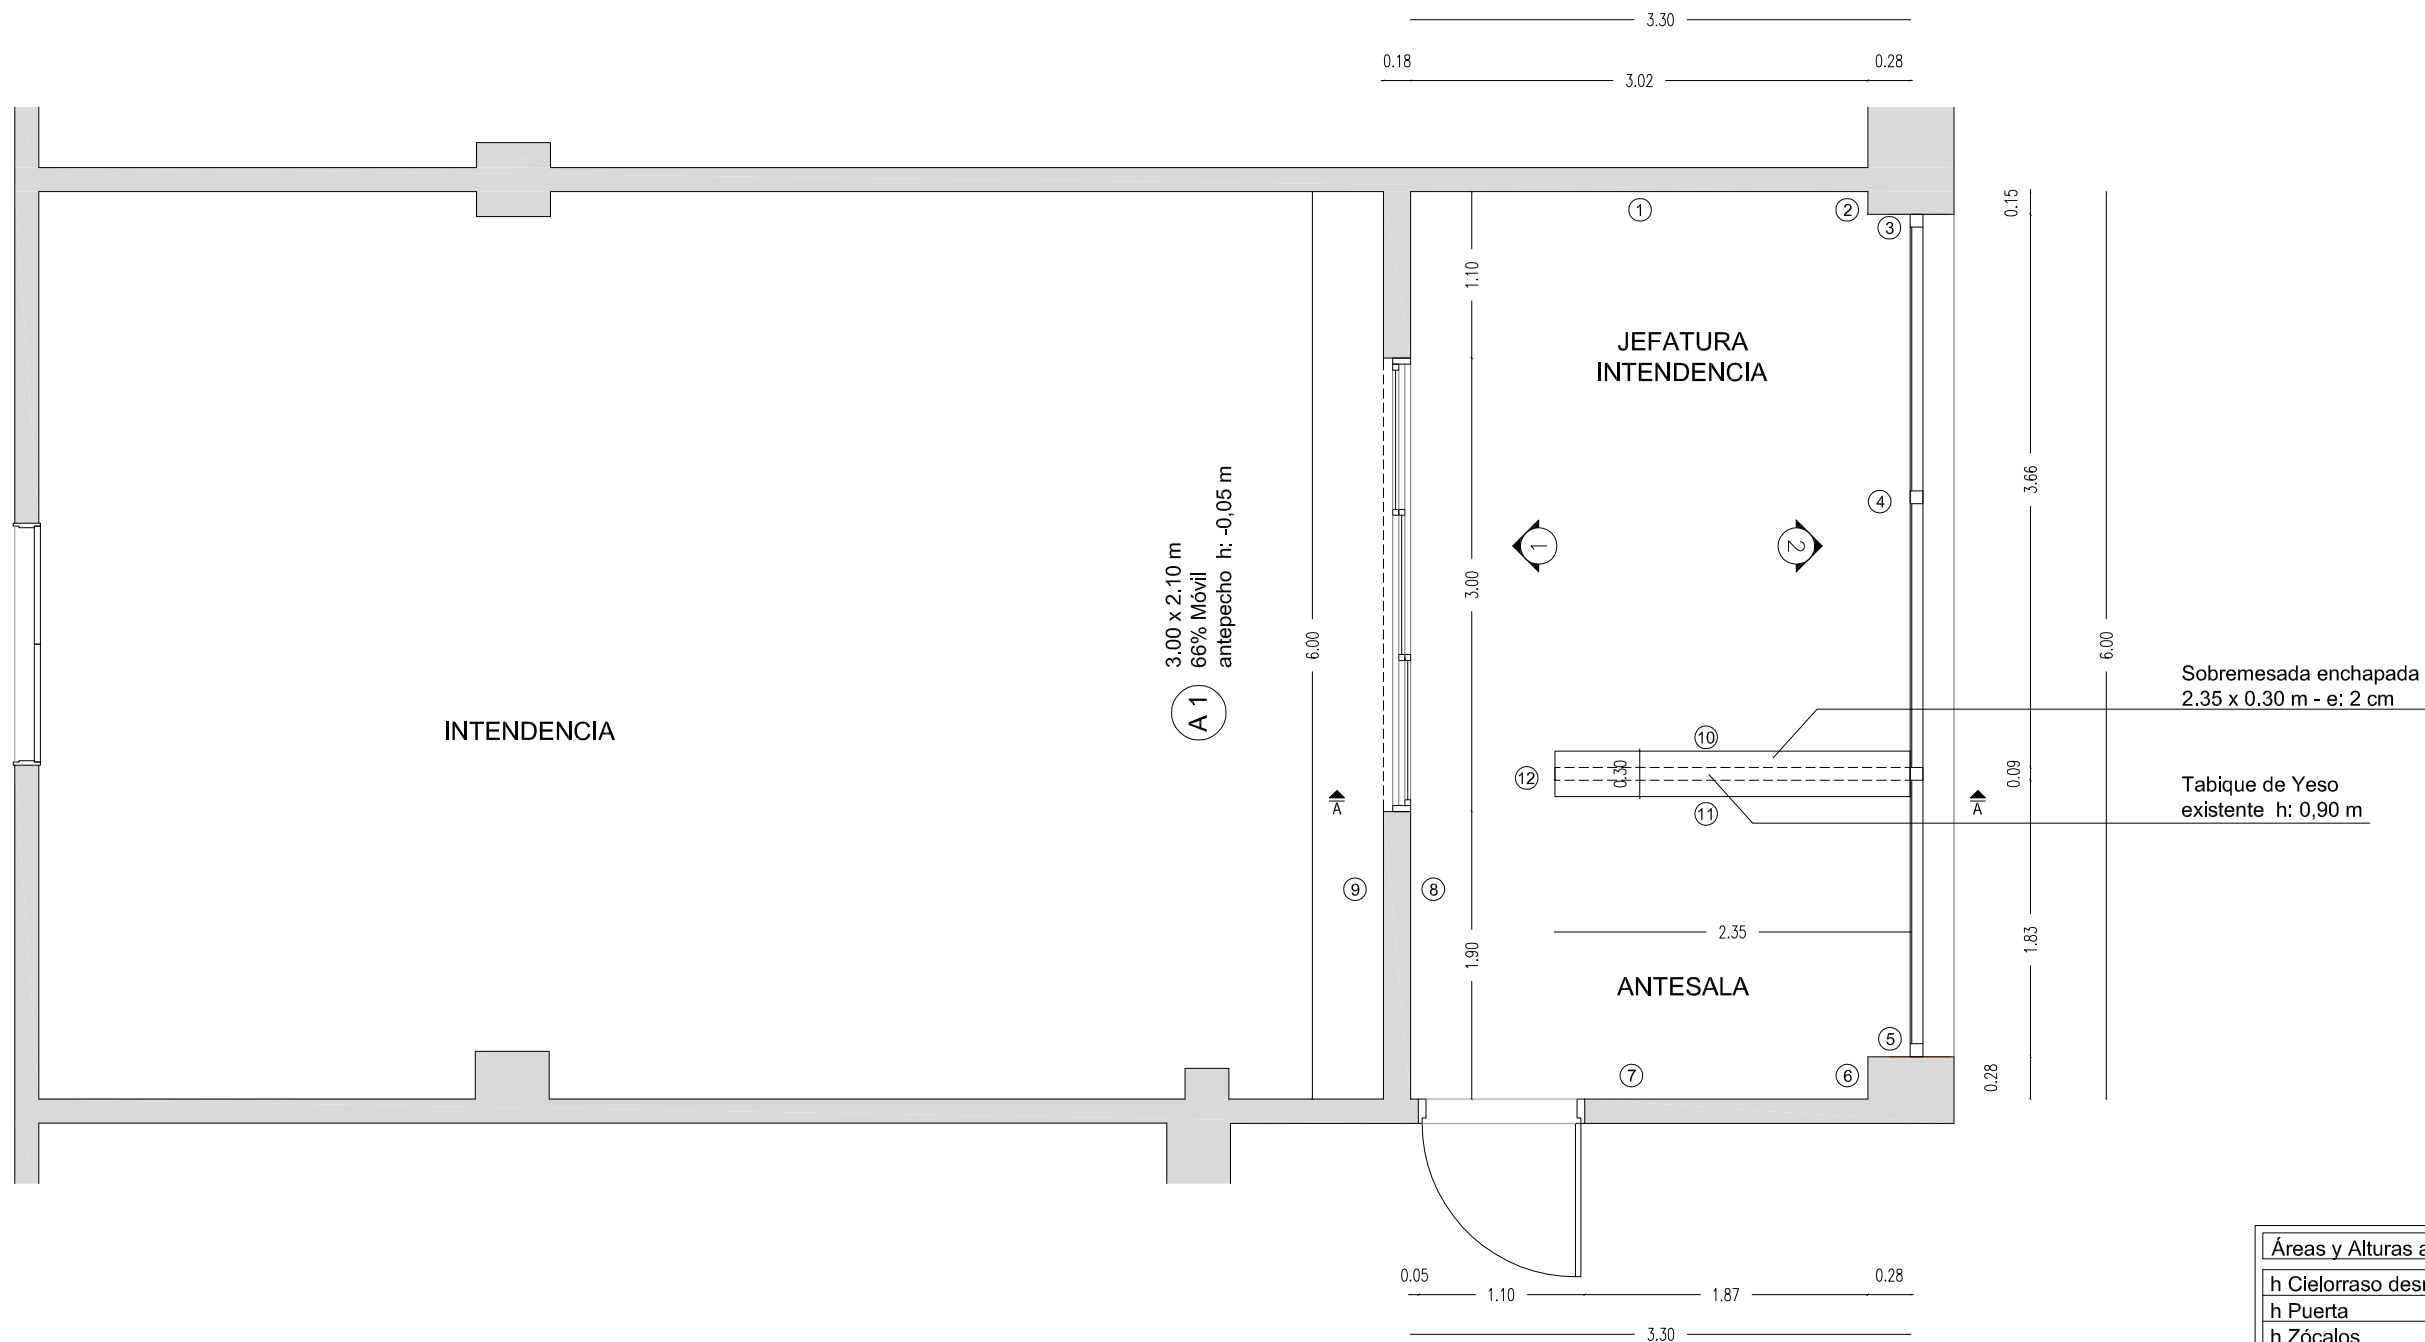 3.30
0.18
0.28
3.02
1
2
3
0.15
1.10
JEFATURA
INTENDENCIA
3.66
4
1
2
3.00 x 2.10 m
66% Móvil
antepecho h: -0,05 m
A 1
3.00
6.00
6.00
INTENDENCIA
Sobremesada enchapada
2.35 x 0.30 m - e: 2 cm
10
12
0.30
11
0.09
Tabique de Yeso
existente h: 0,90 m
A
A
9
8
2.35
1.90
1.83
ANTESALA
5
7
6
0.28
0.05
0.28
1.10
1.87
3.30
Áreas y Alturas
h Cielorraso
h Puerta
h Zócalos